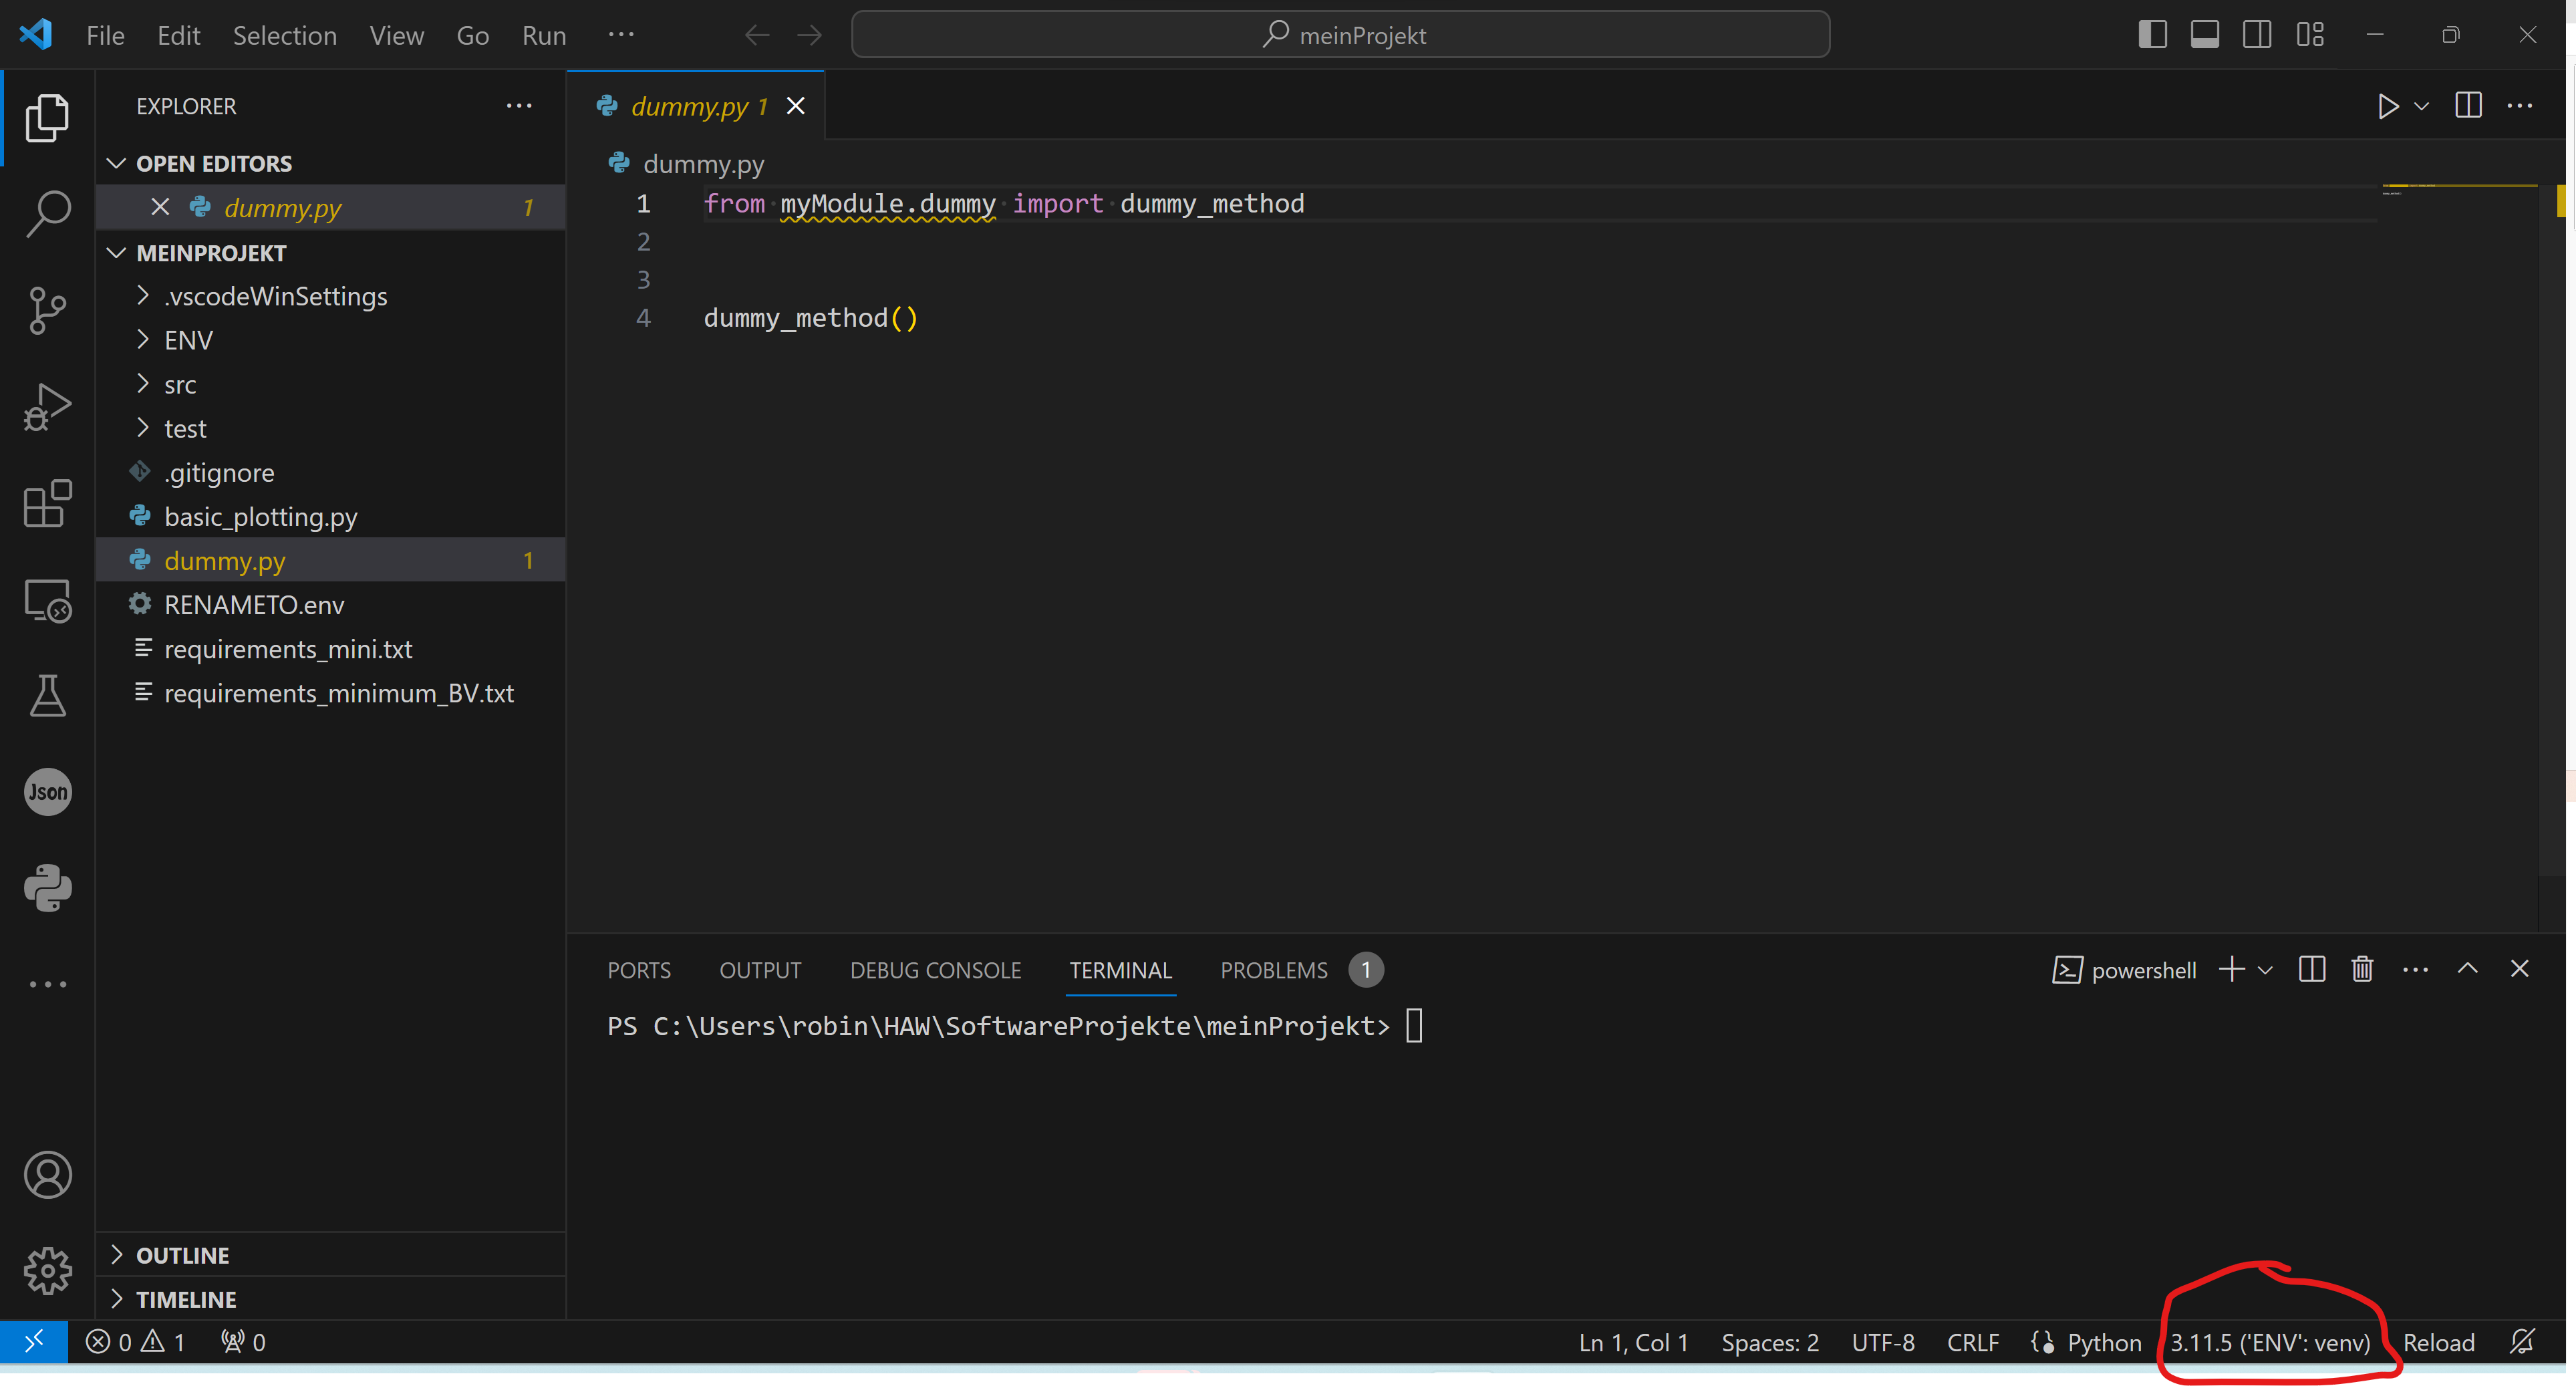 File Edit Selection View Go Run ...
meinProjekt
EXPLORER
OPEN EDITORS
dummy.py 1
MEINPROJEKT
.vscodeWinSettings
ENV
src
test
.gitignore
basic_plotting.py
dummy.py 1
RENAMETO.env
requirements_mini.txt
requirements_minimum_BV.txt
Json
OUTLINE
TIMELINE
dummy.py 1
dummy.py
1 from myModule.dummy import dummy_method
2
3
4 dummy_method()
PORTS OUTPUT DEBUG CONSOLE TERMINAL PROBLEMS 1
powershell
PS C:\Users\robin\HAW\SoftwareProjekte\meinProjekt>
0 1 0
Ln 1, Col 1 Spaces: 2 UTF-8 CRLF Python 3.11.5 ('ENV': venv) Reload